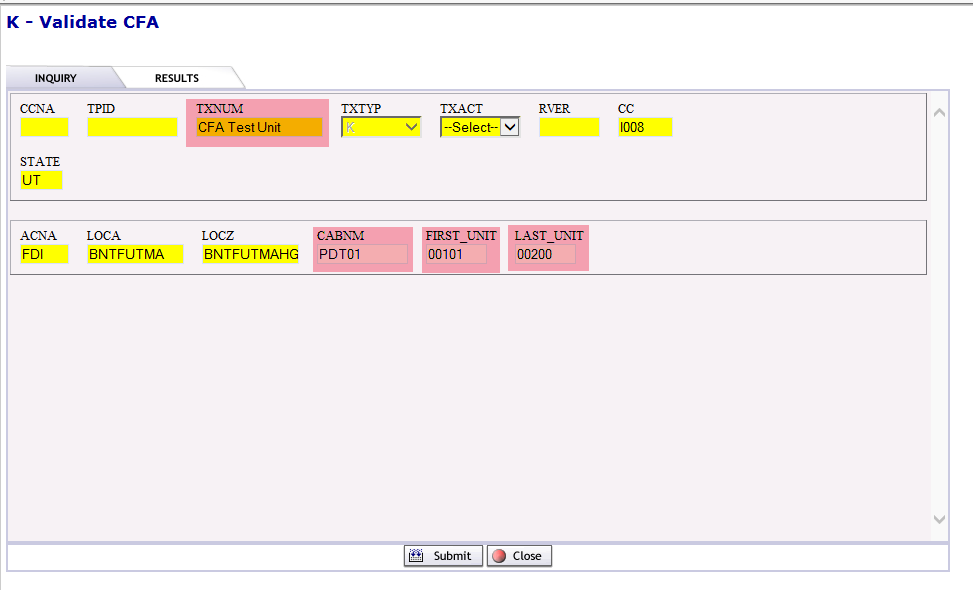 K - Validate CFA
INQUIRY RESULTS
CCNA TPID TXNUM TXTYP TXACT RVER CC
CFA Test Unit K --Select-- I008
STATE
UT
ACNA LOCA LOCZ CABNM FIRST_UNIT LAST_UNIT
FDI BNTFUTMA BNTFUTMAHG PDT01 00101 00200
Submit Close